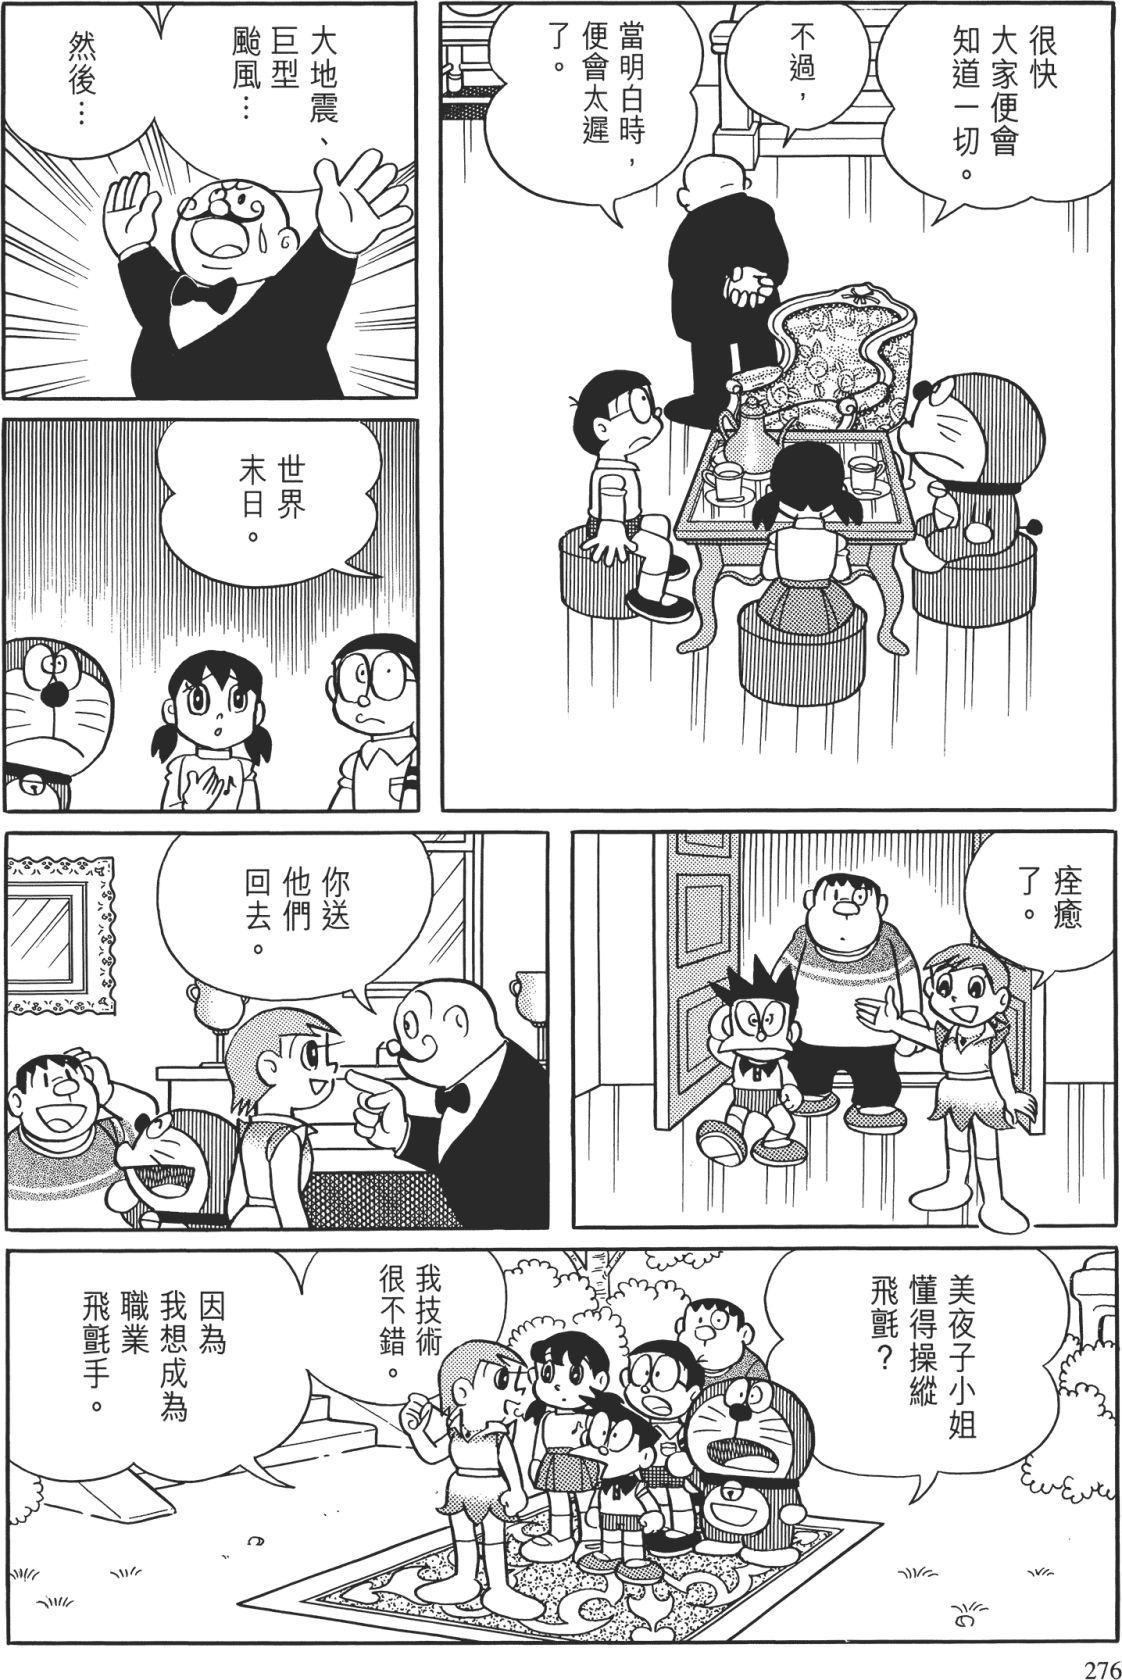 很快
大家便會
知道一切。
不過，
當明白時，
便會太遲
了。
大地震、
巨型
颱風…
然後…
世界
末日。
痊癒
了。
你送
他們
回去。
美夜子小姐
懂得操縱
飛氈？
我技術
很不錯。
因為
我想成為
職業
飛氈手。
276